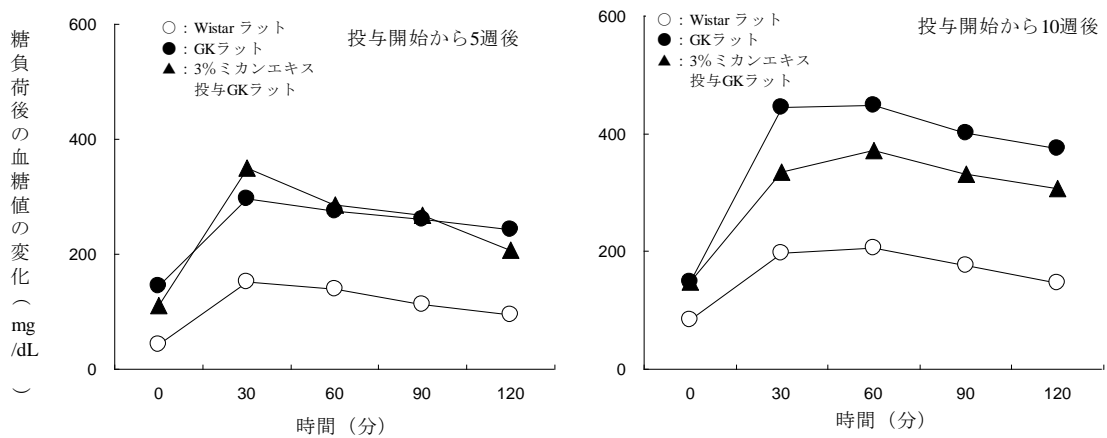 糖負荷後の血糖値の変化(mg/dL)
600
400
200
0
○：Wistar ラット
●：GKラット
▲：3%ミカンエキス
投与GKラット
投与開始から5週後
0 30 60 90 120
時間（分）
600
400
200
0
○：Wistar ラット
●：GKラット
▲：3%ミカンエキス
投与GKラット
投与開始から10週後
0 30 60 90 120
時間（分）